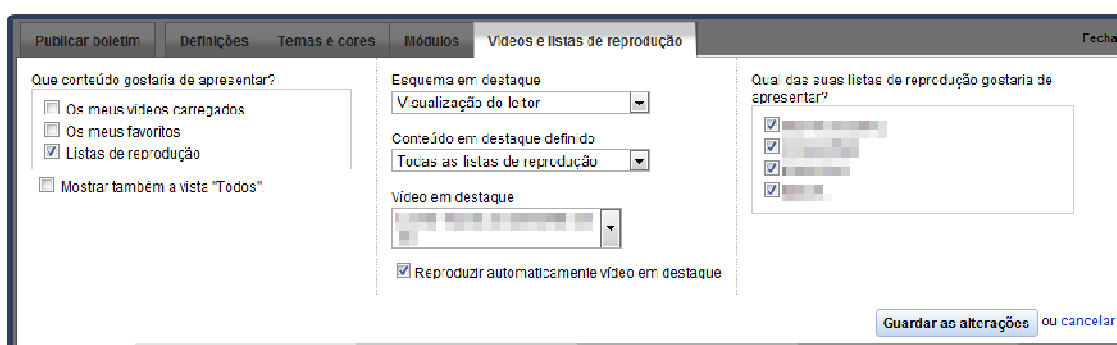 Publicar boletim
Definições
Temas e cores
Módulos
Vídeos e listas de reprodução
Fecha
Que conteúdo gostaria de apresentar?
Os meus vídeos carregados
Os meus favoritos
Listas de reprodução
Mostrar também a vista "Todos"
Esquema em destaque
Visualização do leitor
Conteúdo em destaque definido
Todas as listas de reprodução
Vídeo em destaque
Reproduzir automaticamente vídeo em destaque
Qual das suas listas de reprodução gostaria de
apresentar?
Guardar as alterações ou cancelar